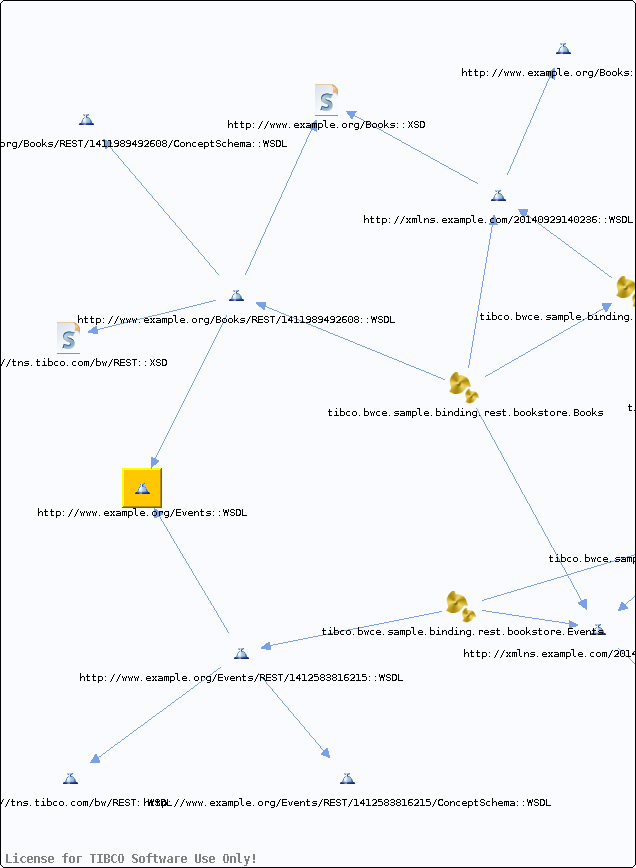 http://www.example.org/Books:
http://www.example.org/Books::XSD
org/Books/REST/1411989492608/ConceptSchema::WSDL
http://xmlns.example.com/20140929140236::WSDL
tibco.bwce.sample.binding.
http://www.example.org/Books/REST/1411989492608::WSDL
//tns.tibco.com/bw/REST::XSD
tibco.bwce.sample.binding.rest.bookstore.Books
t:
http://www.example.org/Events::WSDL
tibco.bwce.samp
tibco.bwce.sample.binding.rest.bookstore.Events
http://xmlns.example.com/2014
http://www.example.org/Events/REST/1412583816215::WSDL
//tns.tibco.com/bw/REST::WSDL
http://www.example.org/Events/REST/1412583816215/ConceptSchema::WSDL
License for TIBCO Software Use Only!